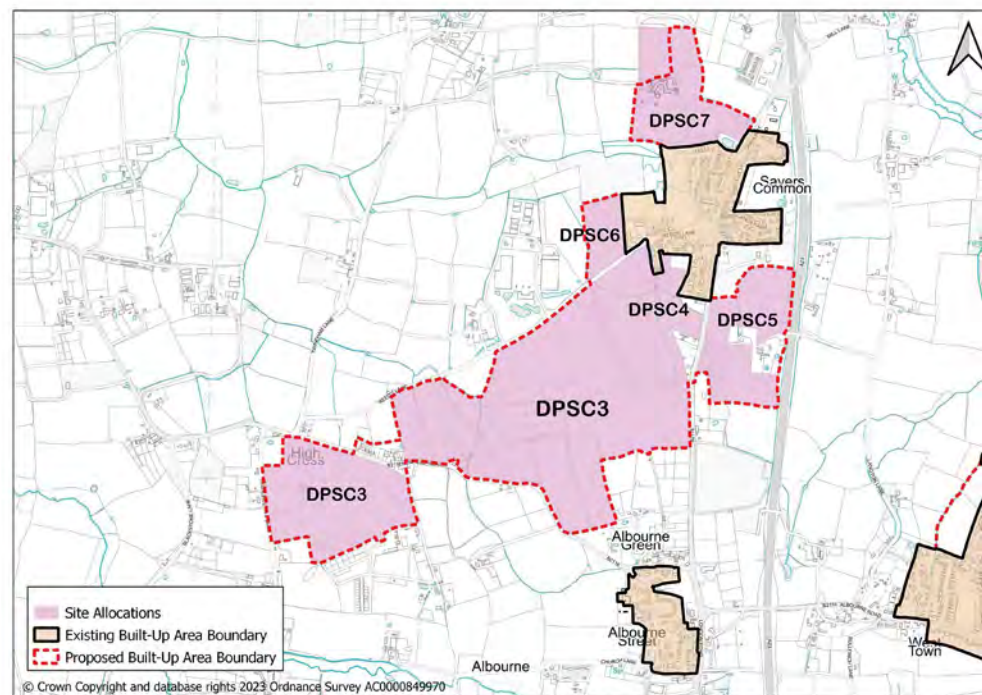 DPSC7
Sayers
Common
DPSC6
DPSC4
DPSC5
DPSC3
High
Cross
DPSC3
Albourne
Green
Albourne
Street
West
Town
Albourne
Site Allocations
Existing Built-Up Area Boundary
Proposed Built-Up Area Boundary
© Crown Copyright and database rights 2023 Ordnance Survey AC0000849970